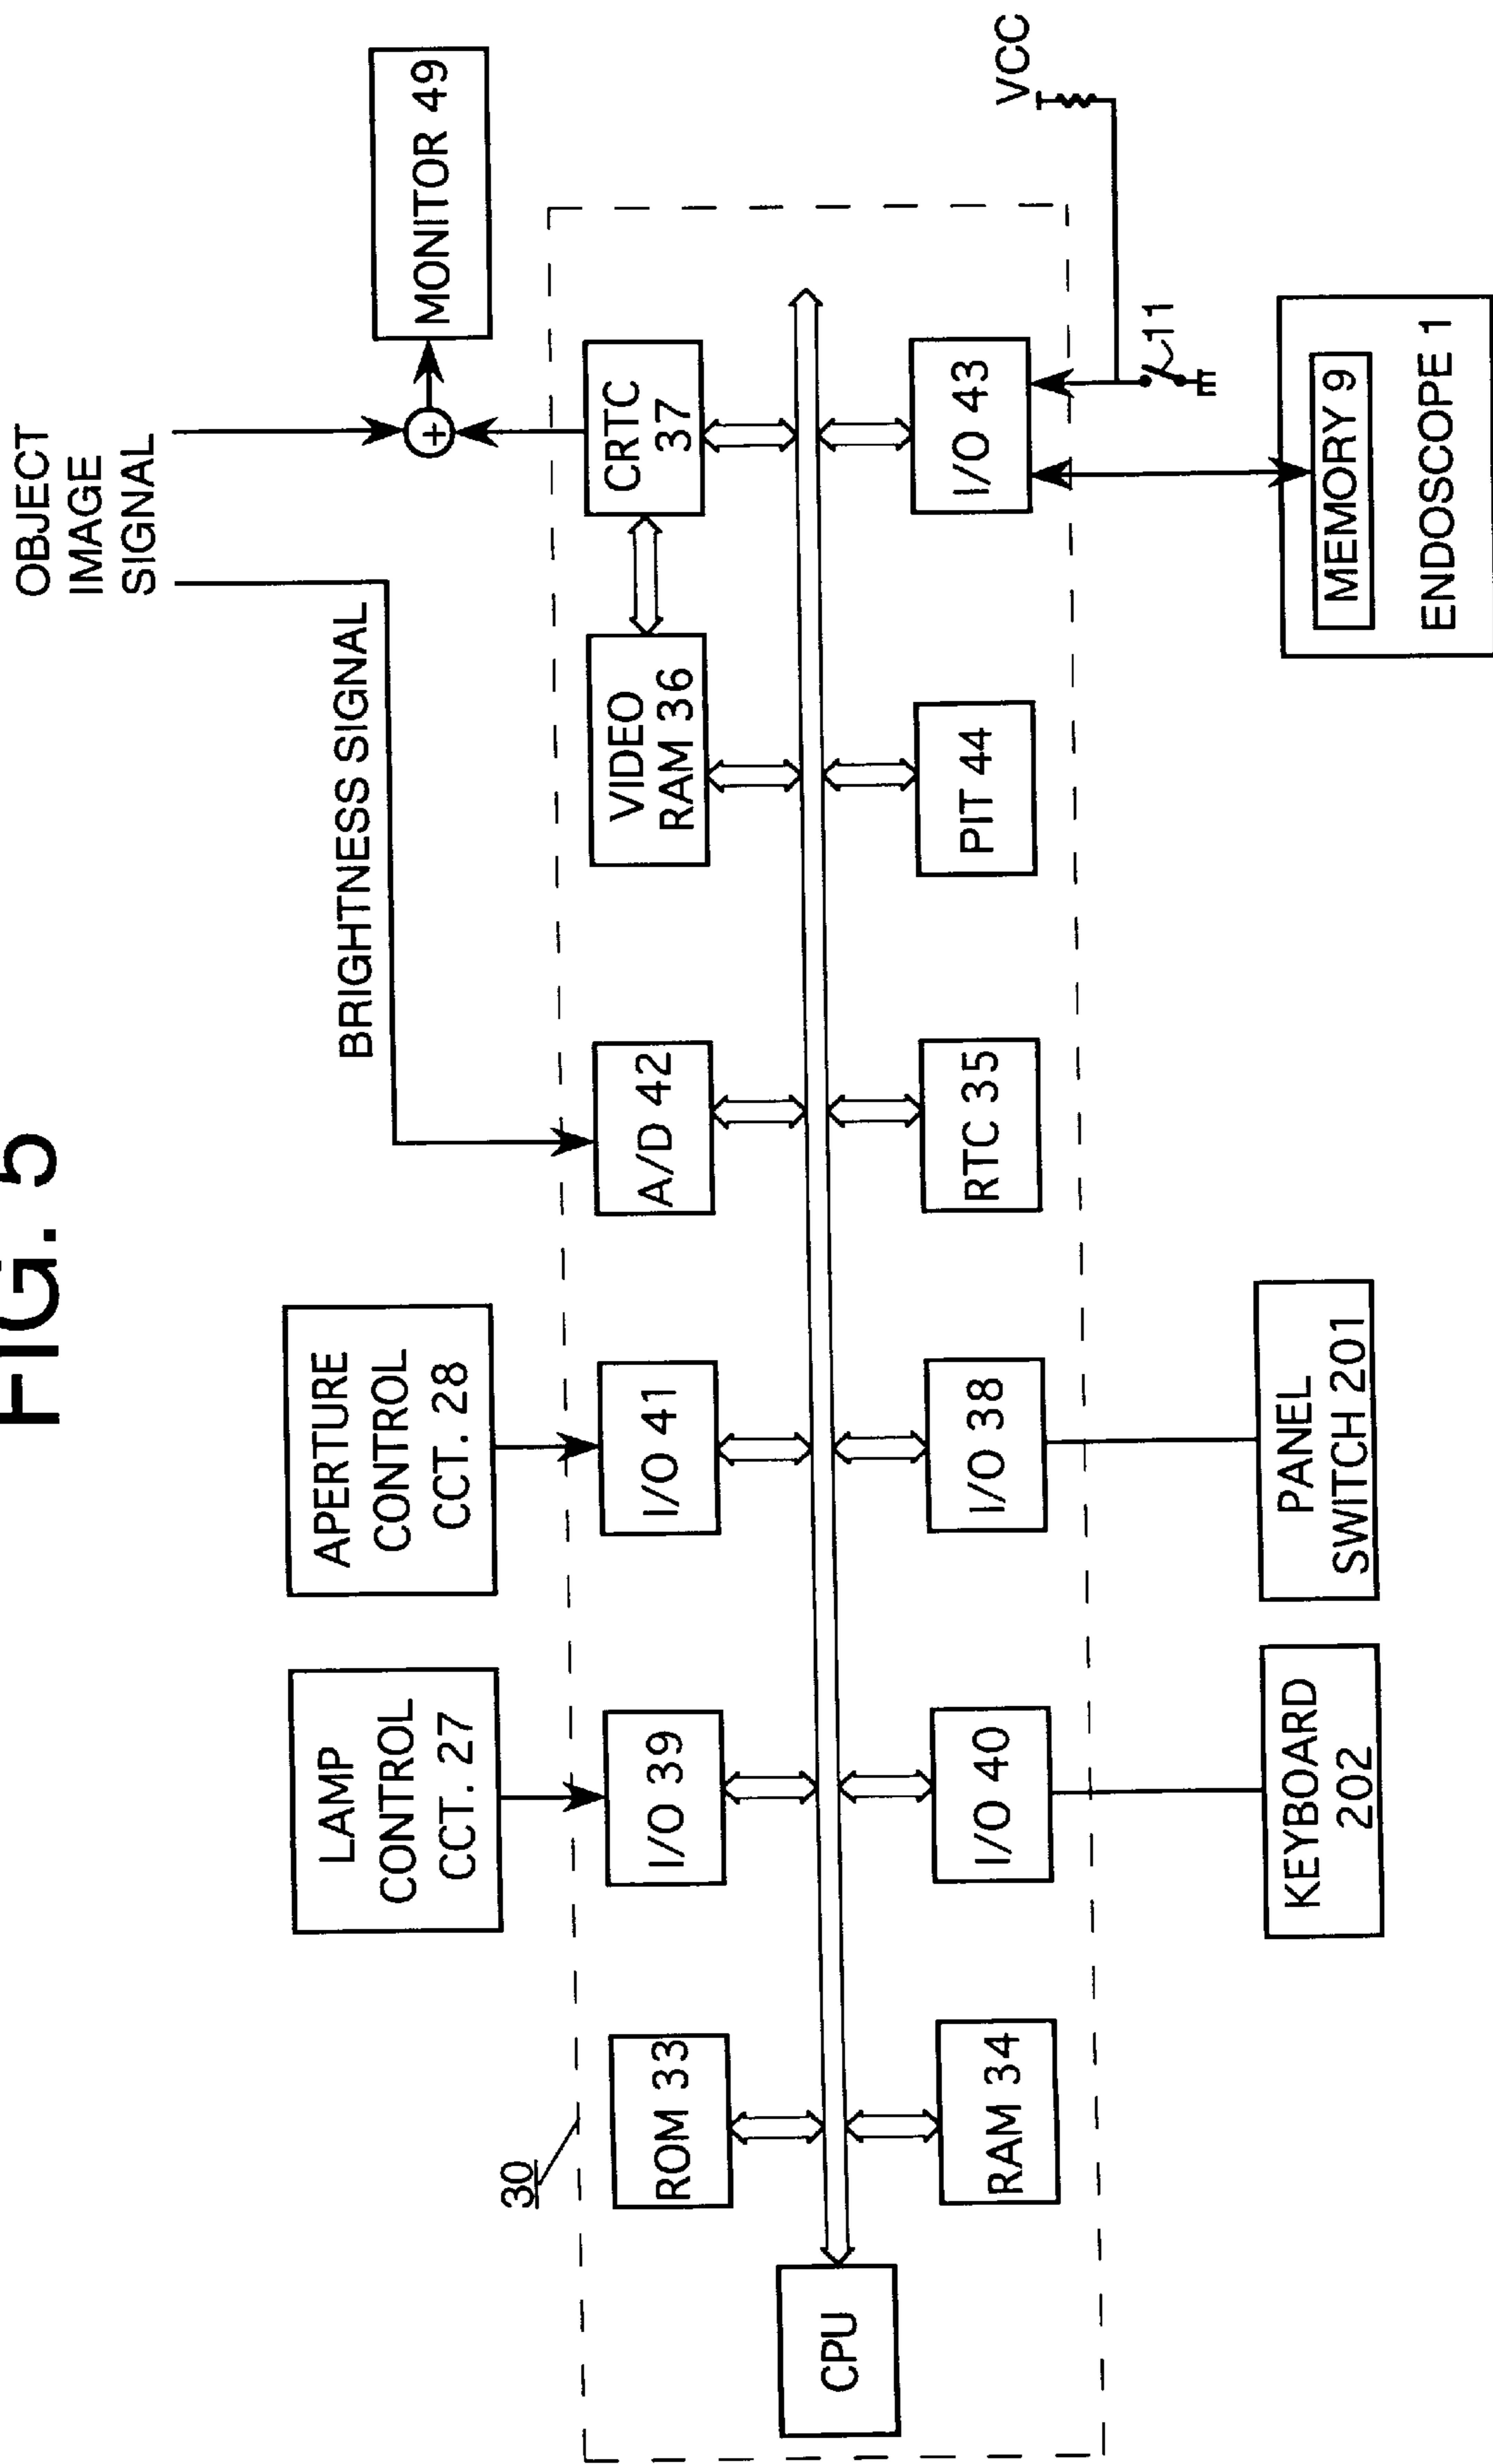 FIG. 5
OBJECT
IMAGE
SIGNAL
BRIGHTNESS SIGNAL
MONITOR 49
VCC
LAMP
CONTROL
CCT. 27
APERTURE
CONTROL
CCT. 28
30
ROM 33
I/O 39
I/O 41
A/D 42
VIDEO
RAM 36
CRTC
37
+
CPU
RAM 34
I/O 40
I/O 38
RTC 35
PIT 44
I/O 43
11
KEYBOARD
202
PANEL
SWITCH 201
MEMORY 9
ENDOSCOPE 1